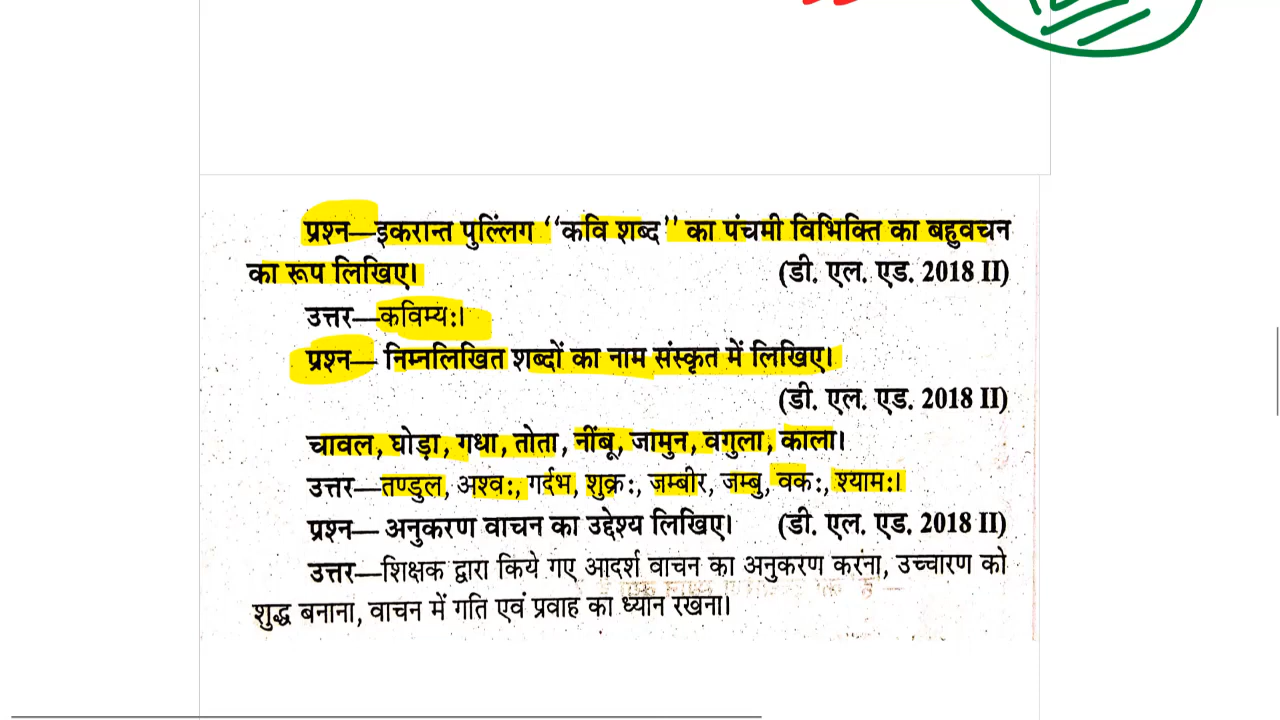 प्रश्न—इकरान्त पुल्लिंग ‘‘कवि शब्द’’ का पंचमी विभिक्ति का बहुवचन
का रूप लिखिए। (डी. एल. एड. 2018 II)
उत्तर—कविम्य:।
प्रश्न— निम्नलिखित शब्दों का नाम संस्कृत में लिखिए।
(डी. एल. एड. 2018 II)
चावल, घोड़ा, गधा, तोता, नींबू, जामुन, वगुला, काला।
उत्तर—तण्डुल, अश्व:, गर्दभ, शुक्र:, जम्बीर, जम्बु, वक:, श्याम:।
प्रश्न— अनुकरण वाचन का उद्देश्य लिखिए। (डी. एल. एड. 2018 II)
उत्तर—शिक्षक द्वारा किये गए आदर्श वाचन का अनुकरण करना, उच्चारण को
शुद्ध बनाना, वाचन में गति एवं प्रवाह का ध्यान रखना।